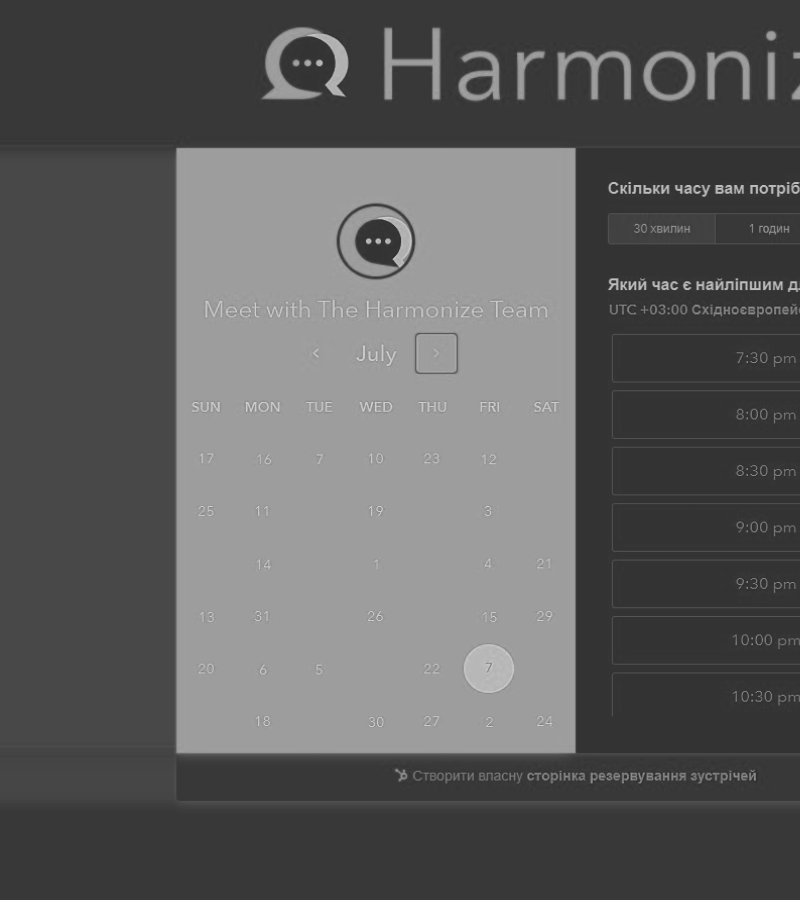 Harmoniz
Meet with The Harmonize Team
July
SUN MON TUE WED THU FRI SAT
17 16 7 10 23 12
25 11 19 3
14 1 4 21
13 31 26 15 29
20 6 5 22 7
18 30 27 2 24
Скільки часу вам потріб
30 хвилин 1 годин
Який час є найліпшим д
UTC +03:00 Східноєвропей
7:30 pm
8:00 pm
8:30 pm
9:00 pm
9:30 pm
10:00 pm
10:30 pm
Створити власну сторінка резервування зустрічей